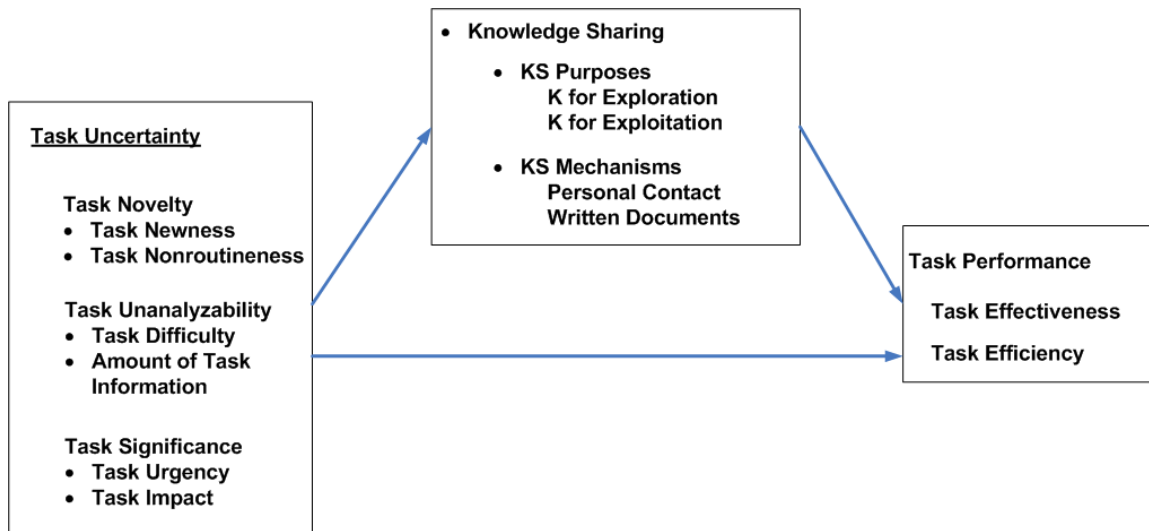 Task Uncertainty
Task Novelty
• Task Newness
• Task Nonroutineness
Task Unanalyzability
• Task Difficulty
• Amount of Task
Information
Task Significance
• Task Urgency
• Task Impact
• Knowledge Sharing
• KS Purposes
K for Exploration
K for Exploitation
• KS Mechanisms
Personal Contact
Written Documents
Task Performance
Task Effectiveness
Task Efficiency